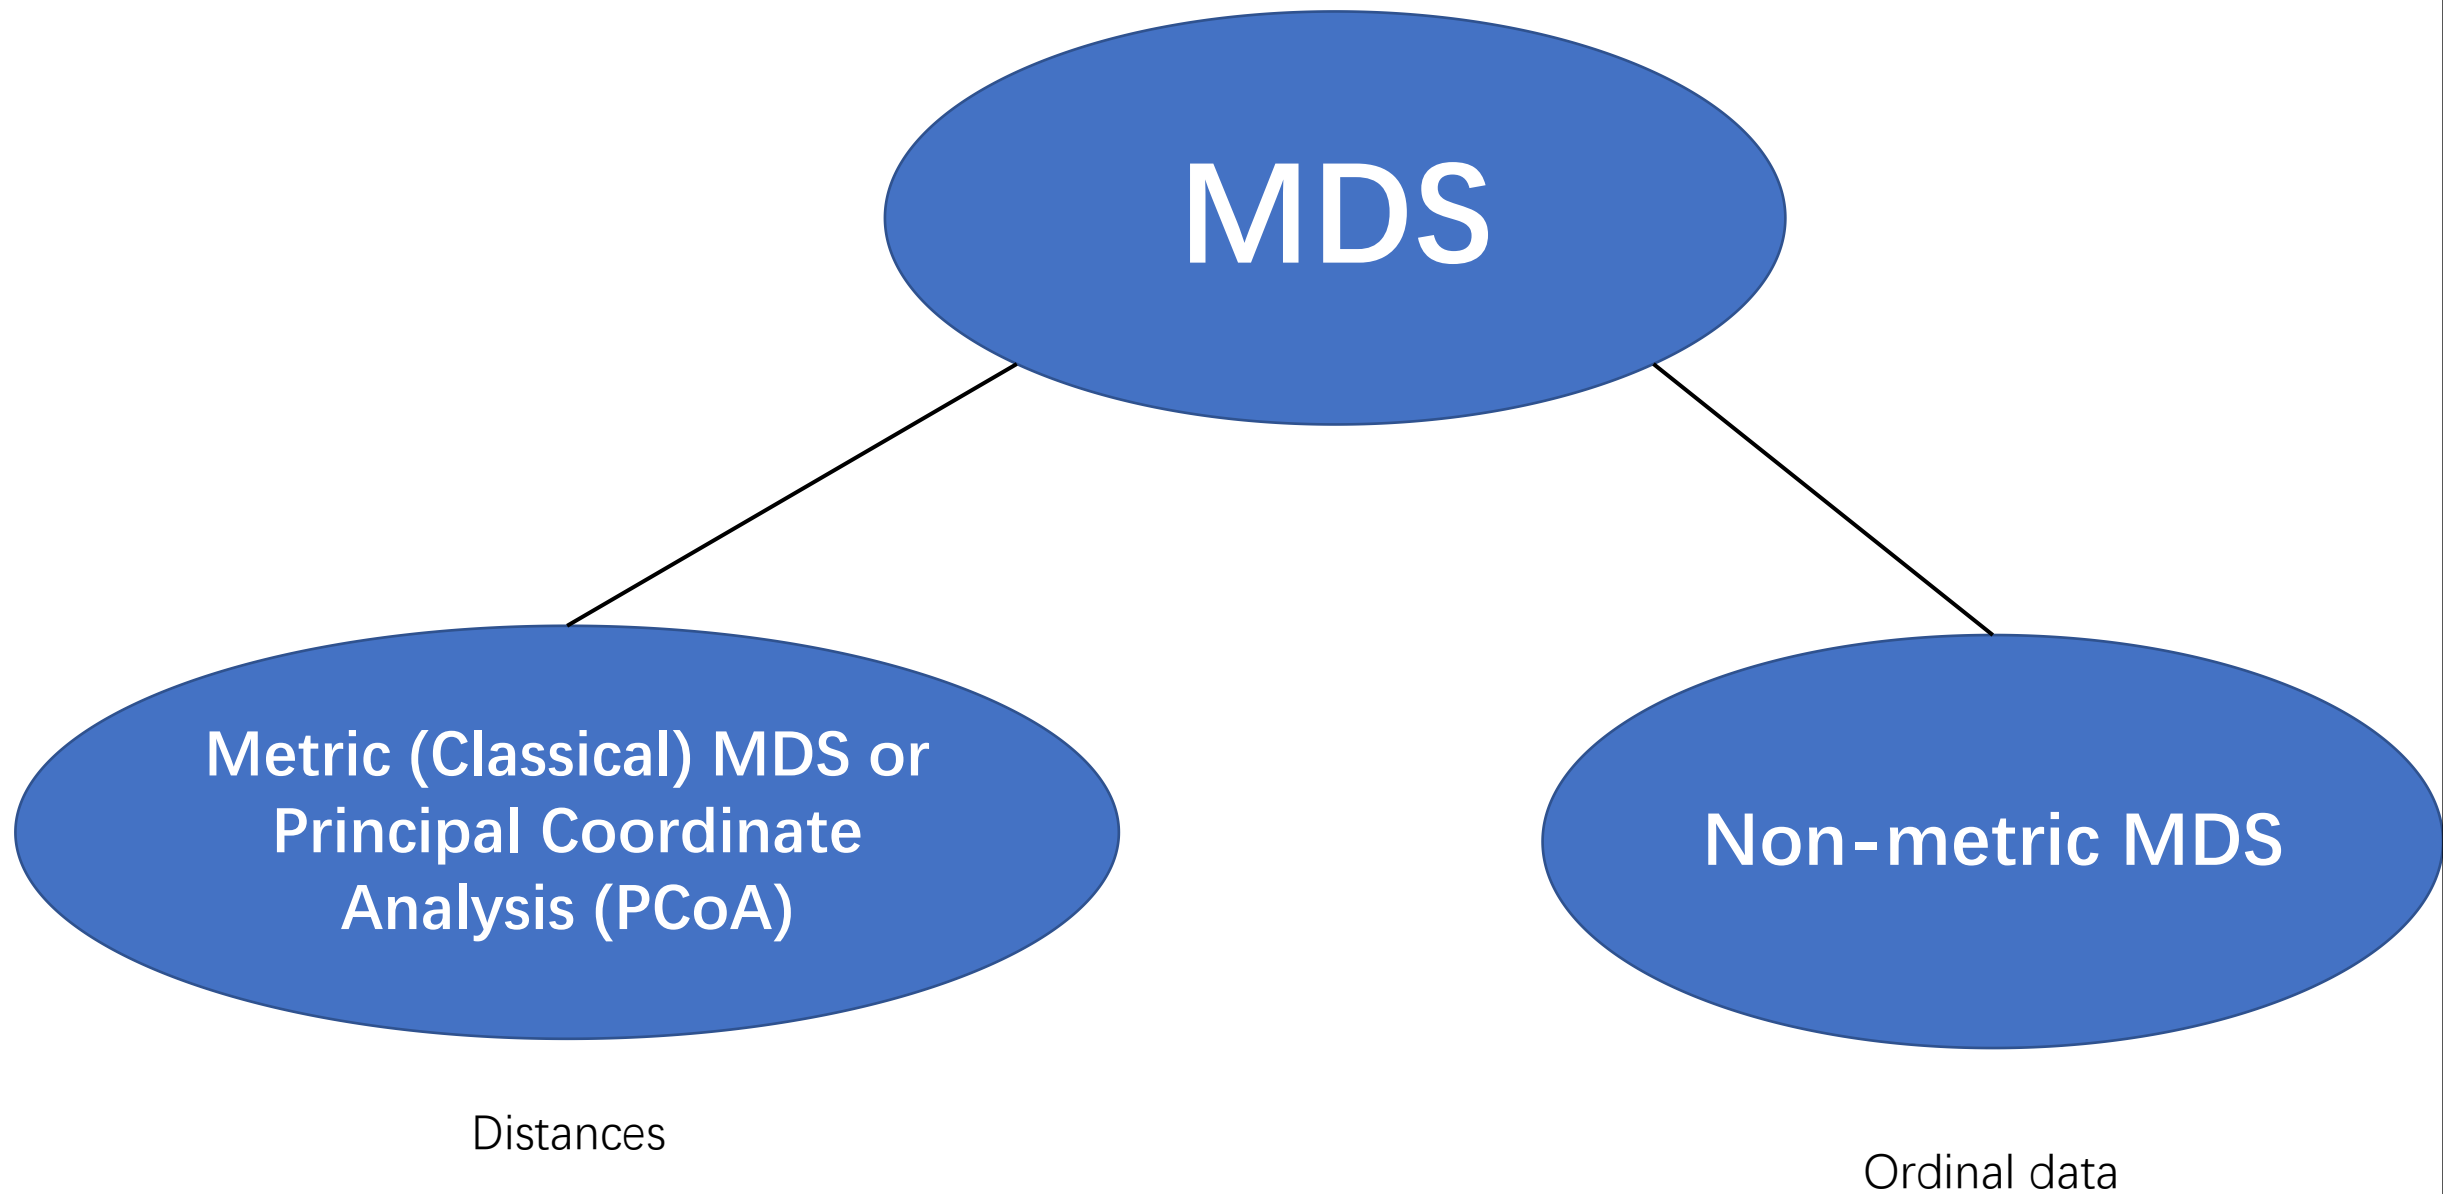 MDS
Metric (Classical) MDS or
Principal Coordinate
Analysis (PCoA)
Non-metric MDS
Distances
Ordinal data